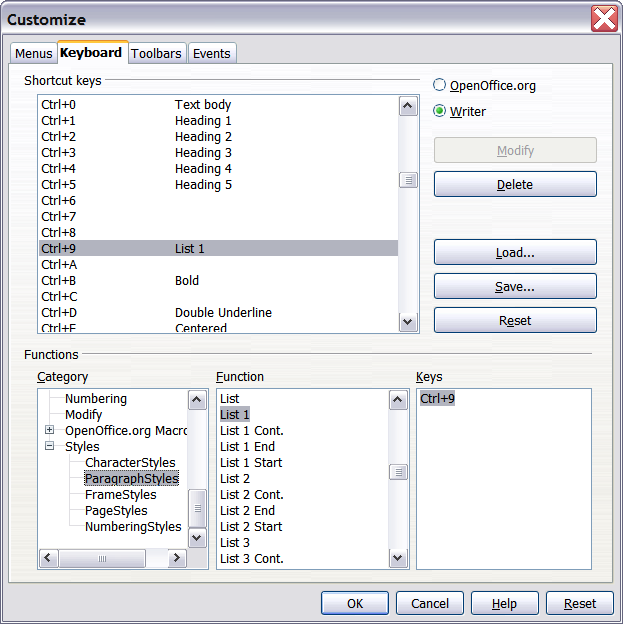 Customize
Menus Keyboard Toolbars Events
Shortcut keys
Ctrl+0 Text body
Ctrl+1 Heading 1
Ctrl+2 Heading 2
Ctrl+3 Heading 3
Ctrl+4 Heading 4
Ctrl+5 Heading 5
Ctrl+6
Ctrl+7
Ctrl+8
Ctrl+9 List 1
Ctrl+A
Ctrl+B Bold
Ctrl+C
Ctrl+D Double Underline
Ctrl+E Centered
OpenOffice.org
Writer
Modify
Delete
Load...
Save...
Reset
Functions
Category
Numbering
Modify
OpenOffice.org Macro
Styles
CharacterStyles
ParagraphStyles
FrameStyles
PageStyles
NumberingStyles
Function
List
List 1
List 1 Cont.
List 1 End
List 1 Start
List 2
List 2 Cont.
List 2 End
List 2 Start
List 3
List 3 Cont.
Keys
Ctrl+9
OK Cancel Help Reset